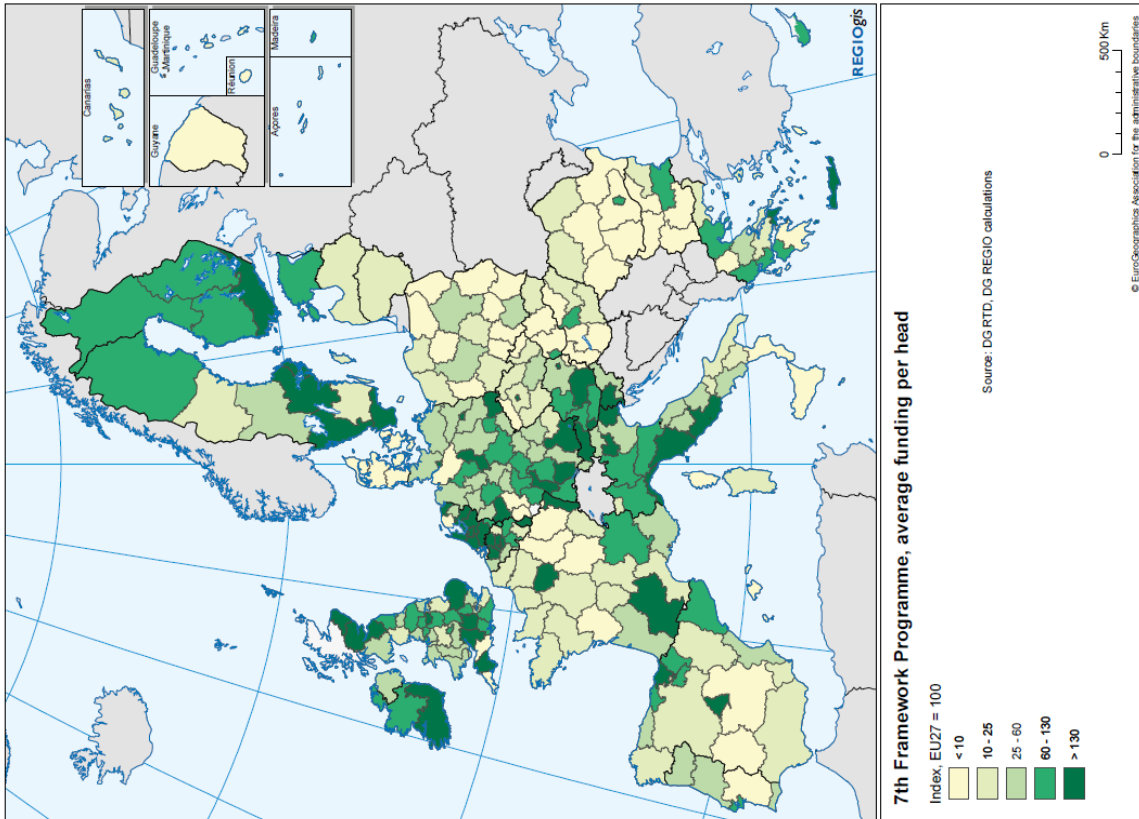 Canarias
Guyane
Guadeloupe
Martinique
Réunion
Açores
Madeira
REGIOgis
7th Framework Programme, average funding per head
Index, EU27 = 100
< 10
10 - 25
25 - 60
60 - 130
> 130
Source: DG RTD, DG REGIO calculations
0 500 Km
© EuroGeographics Association for the administrative boundaries